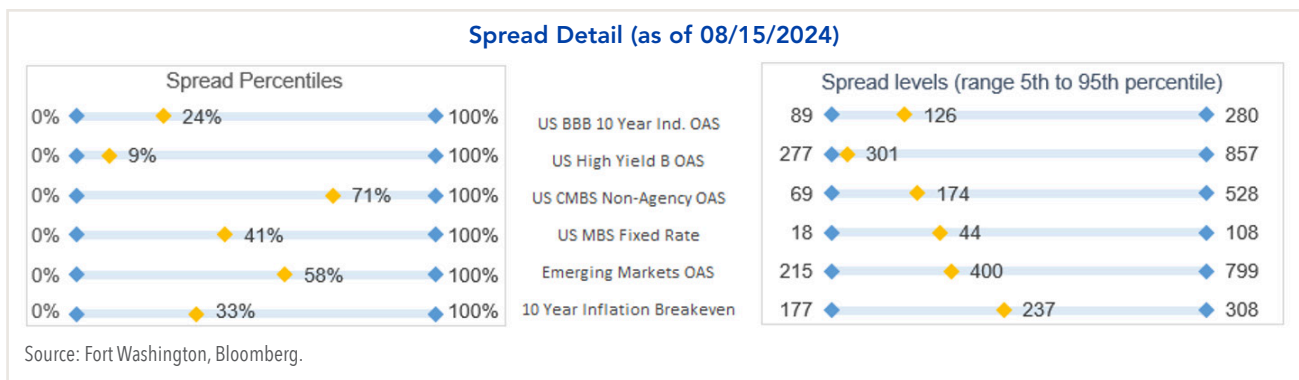 Spread Detail (as of 08/15/2024)
Spread Percentiles
0% 24% 100%
0% 9% 100%
0% 71% 100%
0% 41% 100%
0% 58% 100%
0% 33% 100%
US BBB 10 Year Ind. OAS
US High Yield B OAS
US CMBS Non-Agency OAS
US MBS Fixed Rate
Emerging Markets OAS
10 Year Inflation Breakeven
Spread levels (range 5th to 95th percentile)
89 126 280
277 301 857
69 174 528
18 44 108
215 400 799
177 237 308
Source: Fort Washington, Bloomberg.